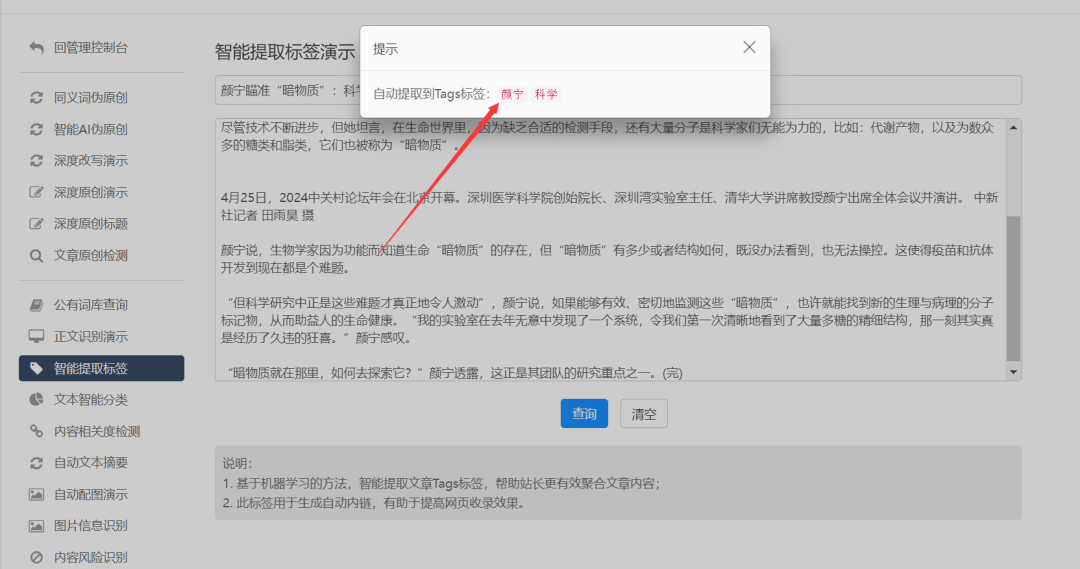 回管理控制台
同义词伪原创
智能AI伪原创
深度改写演示
深度原创演示
深度原创标题
文章原创检测
公有词库查询
正文识别演示
智能提取标签
文本智能分类
内容相关度检测
自动文本摘要
自动配图演示
图片信息识别
内容风险识别
智能提取标签演示
提示
自动提取到Tags标签： 颜宁 科学
颜宁瞄准“暗物质”：科学
尽管技术不断进步，但她坦言，在生命世界里，因为缺乏合适的检测手段，还有大量分子是科学家们无能为力的，比如：代谢产物，以及为数众
多的糖类和脂类，它们也被称为“暗物质”。
4月25日，2024中关村论坛年会在北京开幕。深圳医学科学院创始院长、深圳湾实验室主任、清华大学讲席教授颜宁出席全体会议并演讲。 中新
社记者 田雨昊 摄
颜宁说，生物学家因为功能而知道生命“暗物质”的存在，但“暗物质”有多少或者结构如何，既没办法看到，也无法操控。这使得疫苗和抗体
开发到现在都是个难题。
“但科学研究中正是这些难题才真正地令人激动”，颜宁说，如果能够有效、密切地监测这些“暗物质”，也许就能找到新的生理与病理的分子
标记物，从而助益人的生命健康。“我的实验室在去年无意中发现了一个系统，令我们第一次清晰地看到了大量多糖的精细结构，那一刻其实真
是经历了久违的狂喜。”颜宁感叹。
“暗物质就在那里，如何去探索它？”颜宁透露，这正是其团队的研究重点之一。(完)
查询
清空
说明：
1. 基于机器学习的方法，智能提取文章Tags标签，帮助站长更有效聚合文章内容；
2. 此标签用于生成自动内链，有助于提高网页收录效果。